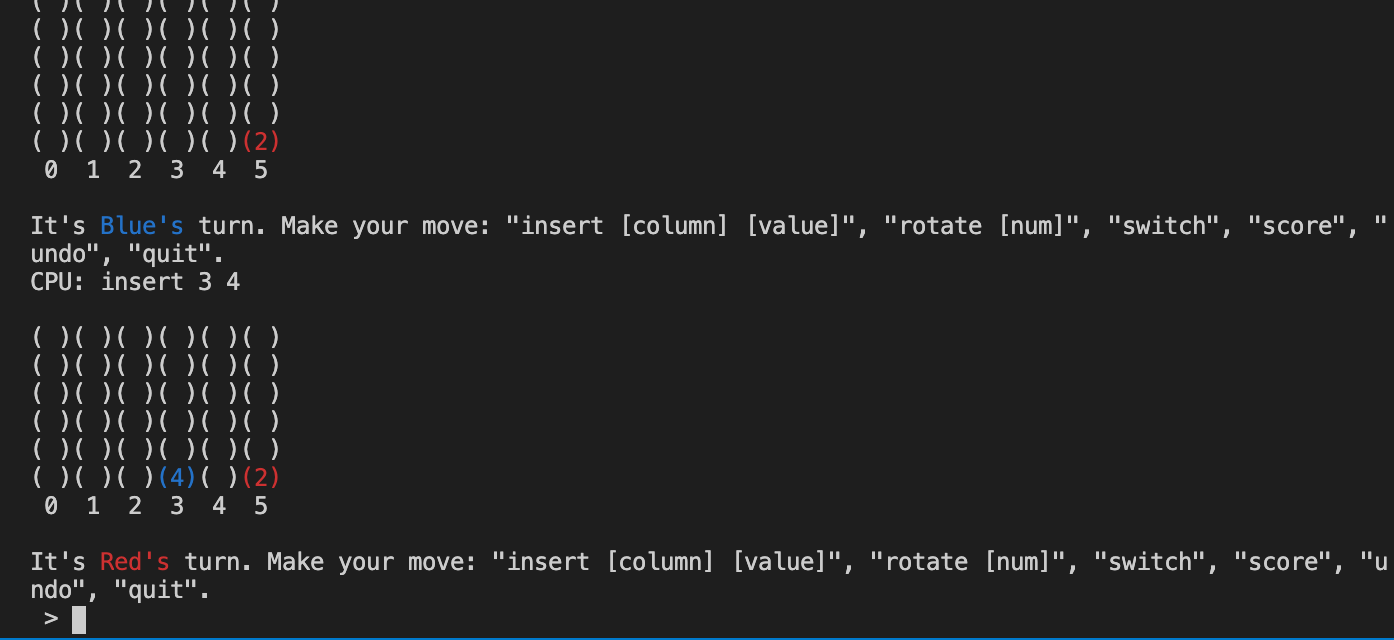 ( )( )( )( )( )( )
( )( )( )( )( )( )
( )( )( )( )( )( )
( )( )( )( )( )( )
( )( )( )( )( )( )
( )( )( )( )( )(2)
 0  1  2  3  4  5
It's Blue's turn. Make your move: "insert [column] [value]", "rotate [num]", "switch", "score", "
undo", "quit".
CPU: insert 3 4
( )( )( )( )( )( )
( )( )( )( )( )( )
( )( )( )( )( )( )
( )( )( )( )( )( )
( )( )( )( )( )( )
( )( )( )(4)( )(2)
 0  1  2  3  4  5
It's Red's turn. Make your move: "insert [column] [value]", "rotate [num]", "switch", "score", "u
ndo", "quit".
 >